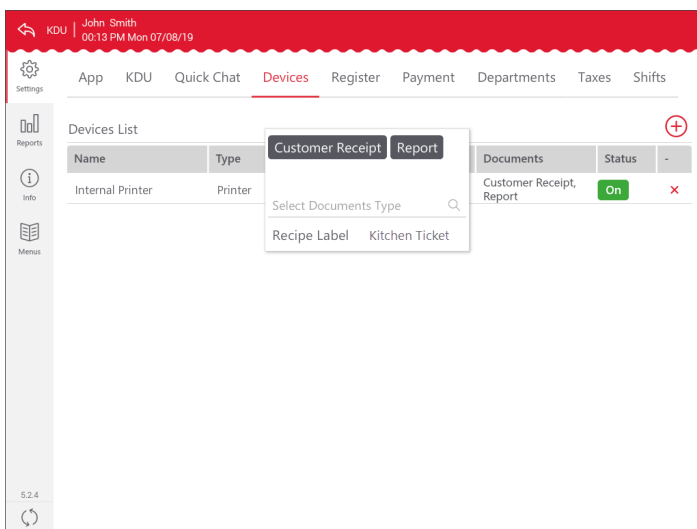 KDU
John Smith
00:13 PM Mon 07/08/19
Settings
App KDU Quick Chat Devices Register Payment Departments Taxes Shifts
Reports
Devices List
Name Type Documents Status -
Customer Receipt Report
Internal Printer Printer Customer Receipt,
Report
On
Select Documents Type
Recipe Label Kitchen Ticket
Info
Menus
5.2.4